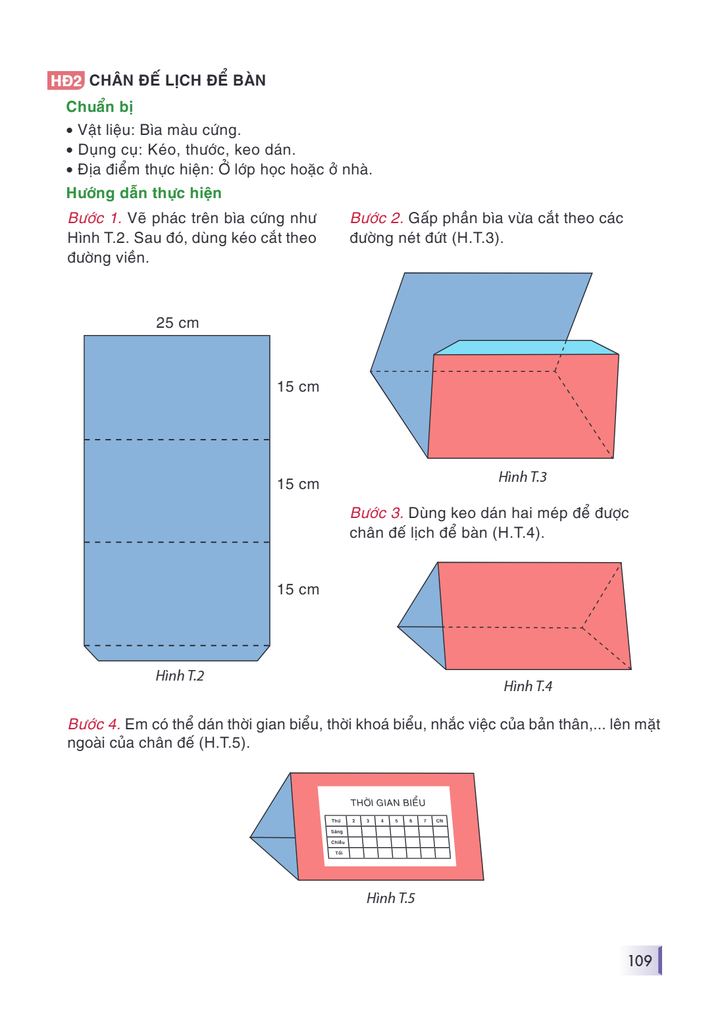 HĐ2 CHÂN ĐẾ LỊCH ĐỂ BÀN
Chuẩn bị
• Vật liệu: Bìa màu cứng.
• Dụng cụ: Kéo, thước, keo dán.
• Địa điểm thực hiện: Ở lớp học hoặc ở nhà.
Hướng dẫn thực hiện
Bước 1. Vẽ phác trên bìa cứng như
Hình T.2. Sau đó, dùng kéo cắt theo
đường viền.
25 cm
15 cm
15 cm
15 cm
Hình T.2
Bước 2. Gấp phần bìa vừa cắt theo các
đường nét đứt (H.T.3).
Hình T.3
Bước 3. Dùng keo dán hai mép để được
chân đế lịch để bàn (H.T.4).
Hình T.4
Bước 4. Em có thể dán thời gian biểu, thời khoá biểu, nhắc việc của bản thân,... lên mặt
ngoài của chân đế (H.T.5).
THỜI GIAN BIỂU
Thứ 2 3 4 5 6 7 CN
Sáng
Chiều
Tối
Hình T.5
109